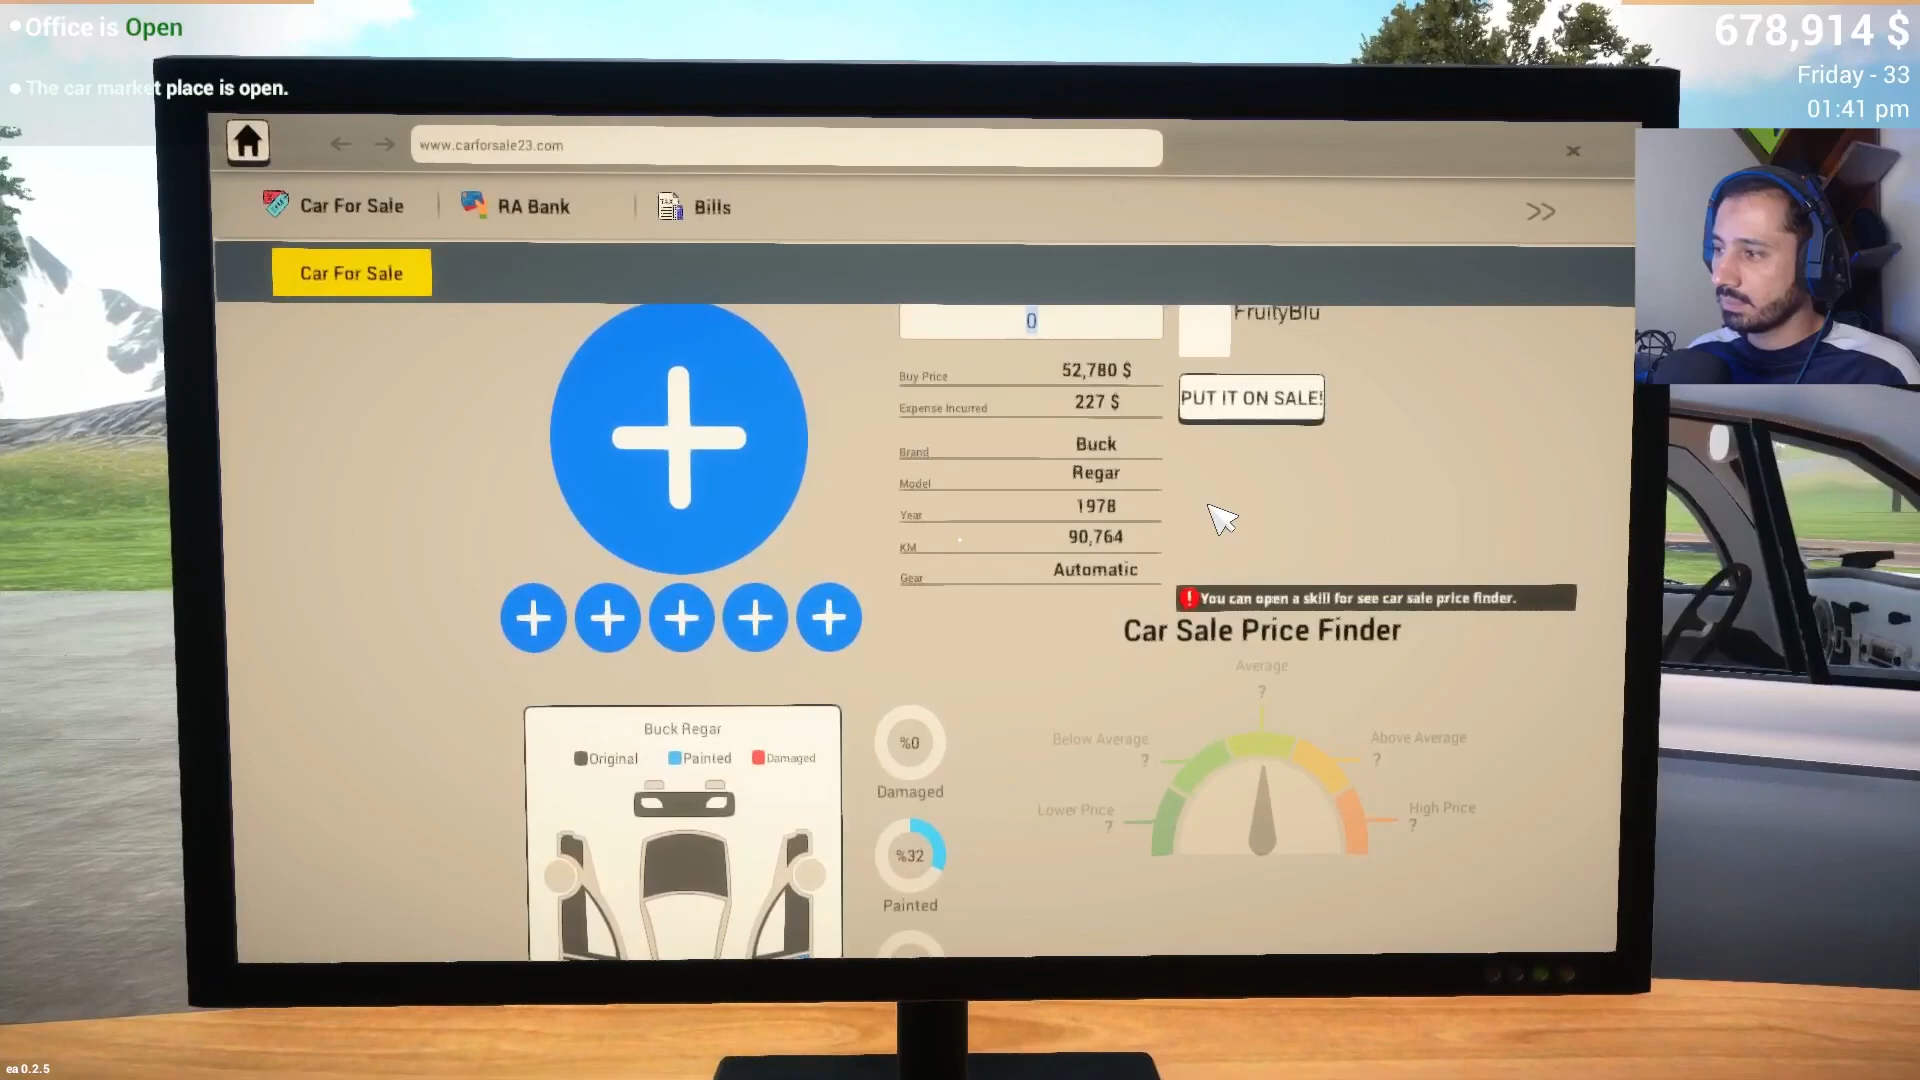 Office is Open
The car market place is open.
678,914 $
Friday - 33
01:41 pm
www.carforsale23.com
×
Car For Sale
RA Bank
TAX
Bills
>>
Car For Sale
0
FruityBlu
Buy Price 52,780 $
Expense Incurred 227 $
PUT IT ON SALE!
Brand Buck
Model Regar
Year 1978
KM 90,764
Gear Automatic
! You can open a skill for see car sale price finder.
Car Sale Price Finder
Average
?
Below Average
?
Above Average
?
Lower Price
?
High Price
?
Buck Regar
Original Painted Damaged
%0
Damaged
%32
Painted
ea 0.2.5